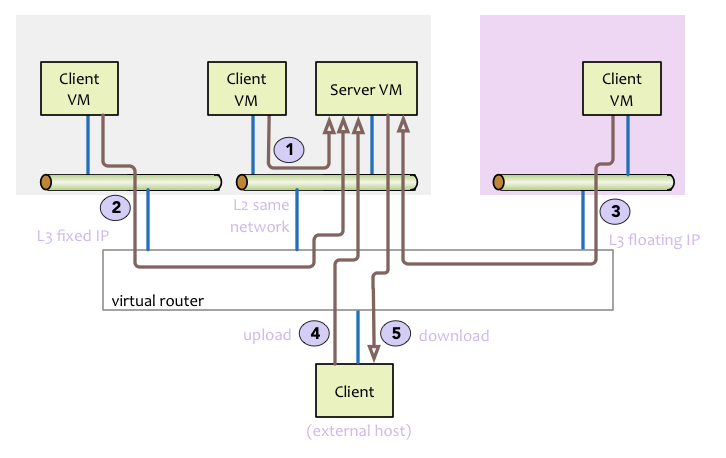 Client
VM
Client
VM
Server VM
Client
VM
1
2
3
L3 fixed IP
L2 same
network
L3 floating IP
virtual router
upload
4
5
download
Client
(external host)